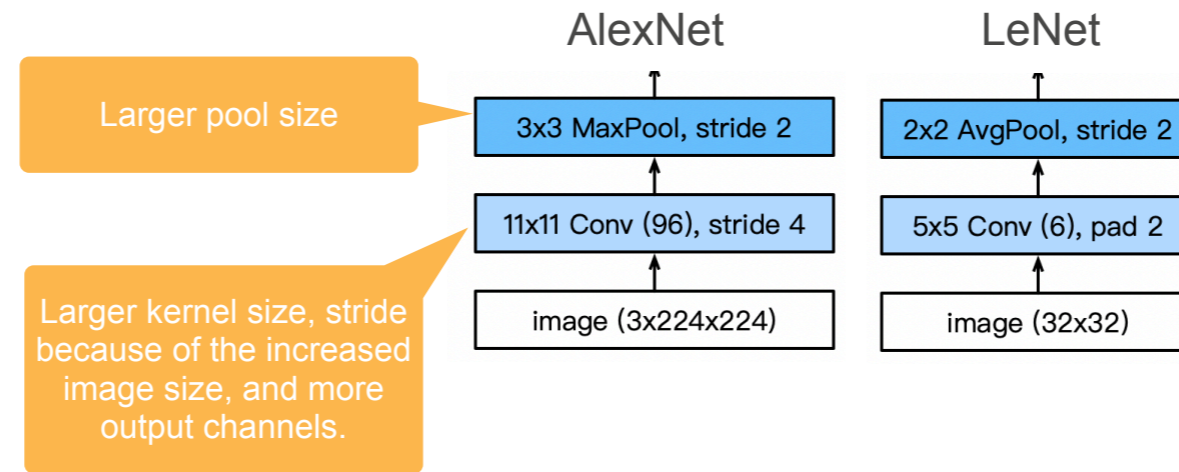 AlexNet
LeNet
Larger pool size
3x3 MaxPool, stride 2
2x2 AvgPool, stride 2
11x11 Conv (96), stride 4
5x5 Conv (6), pad 2
Larger kernel size, stride
because of the increased
image size, and more
output channels.
image (3x224x224)
image (32x32)